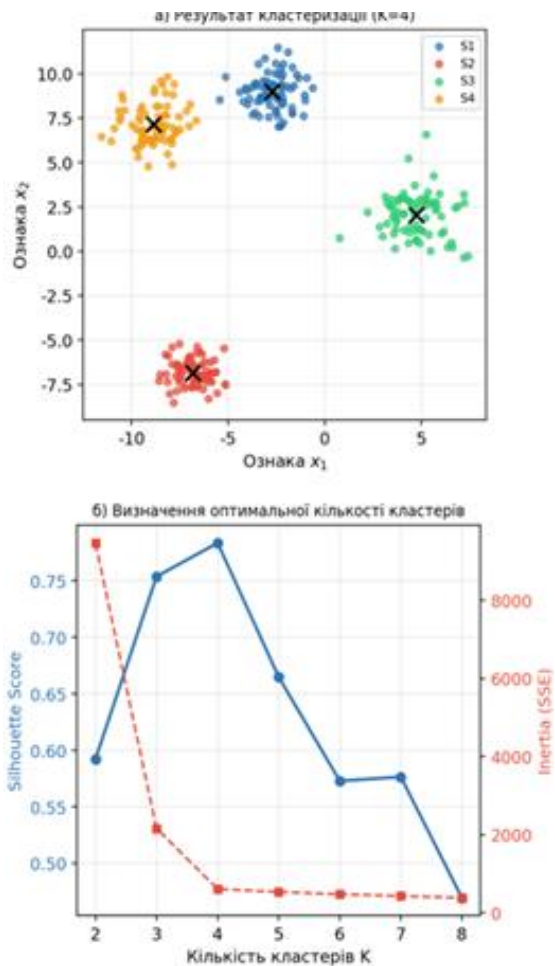 а) Результат кластеризації (K=4)
S1
S2
S3
S4
10.0
7.5
5.0
2.5
0.0
-2.5
-5.0
-7.5
Ознака x₂
-10
-5
0
5
Ознака x₁
б) Визначення оптимальної кількості кластерів
0.75
0.70
0.65
0.60
0.55
0.50
Silhouette Score
8000
6000
4000
2000
0
Inertia (SSE)
2
3
4
5
6
7
8
Кількість кластерів K